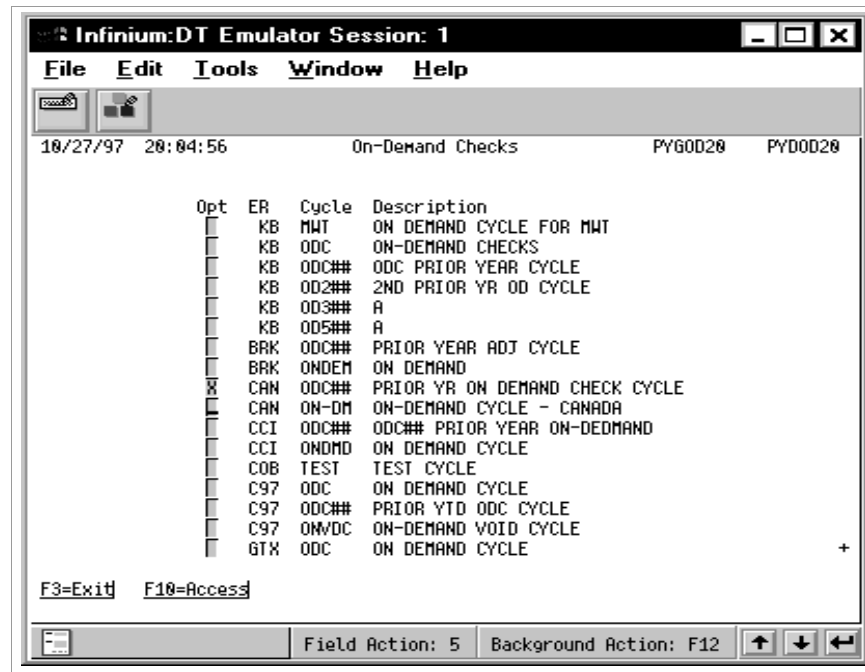 Infinium:DT Emulator Session: 1
File Edit Tools Window Help
10/27/97 20:04:56 On-Demand Checks PYGOD20 PYDOD20
Opt ER Cycle Description
KB MWT ON DEMAND CYCLE FOR MWT
KB ODC ON-DEMAND CHECKS
KB ODC## ODC PRIOR YEAR CYCLE
KB OD2## 2ND PRIOR YR OD CYCLE
KB OD3## A
KB OD5## A
BRK ODC## PRIOR YEAR ADJ CYCLE
BRK ONDEM ON DEMAND
X CAN ODC## PRIOR YR ON DEMAND CHECK CYCLE
CAN ON-DM ON-DEMAND CYCLE - CANADA
CCI ODC## ODC## PRIOR YEAR ON-DEDMAND
CCI ONDMD ON DEMAND CYCLE
COB TEST TEST CYCLE
C97 ODC ON DEMAND CYCLE
C97 ODC## PRIOR YTD ODC CYCLE
C97 ONVDC ON-DEMAND VOID CYCLE
GTX ODC ON DEMAND CYCLE +
F3=Exit F10=Access
Field Action: 5 Background Action: F12